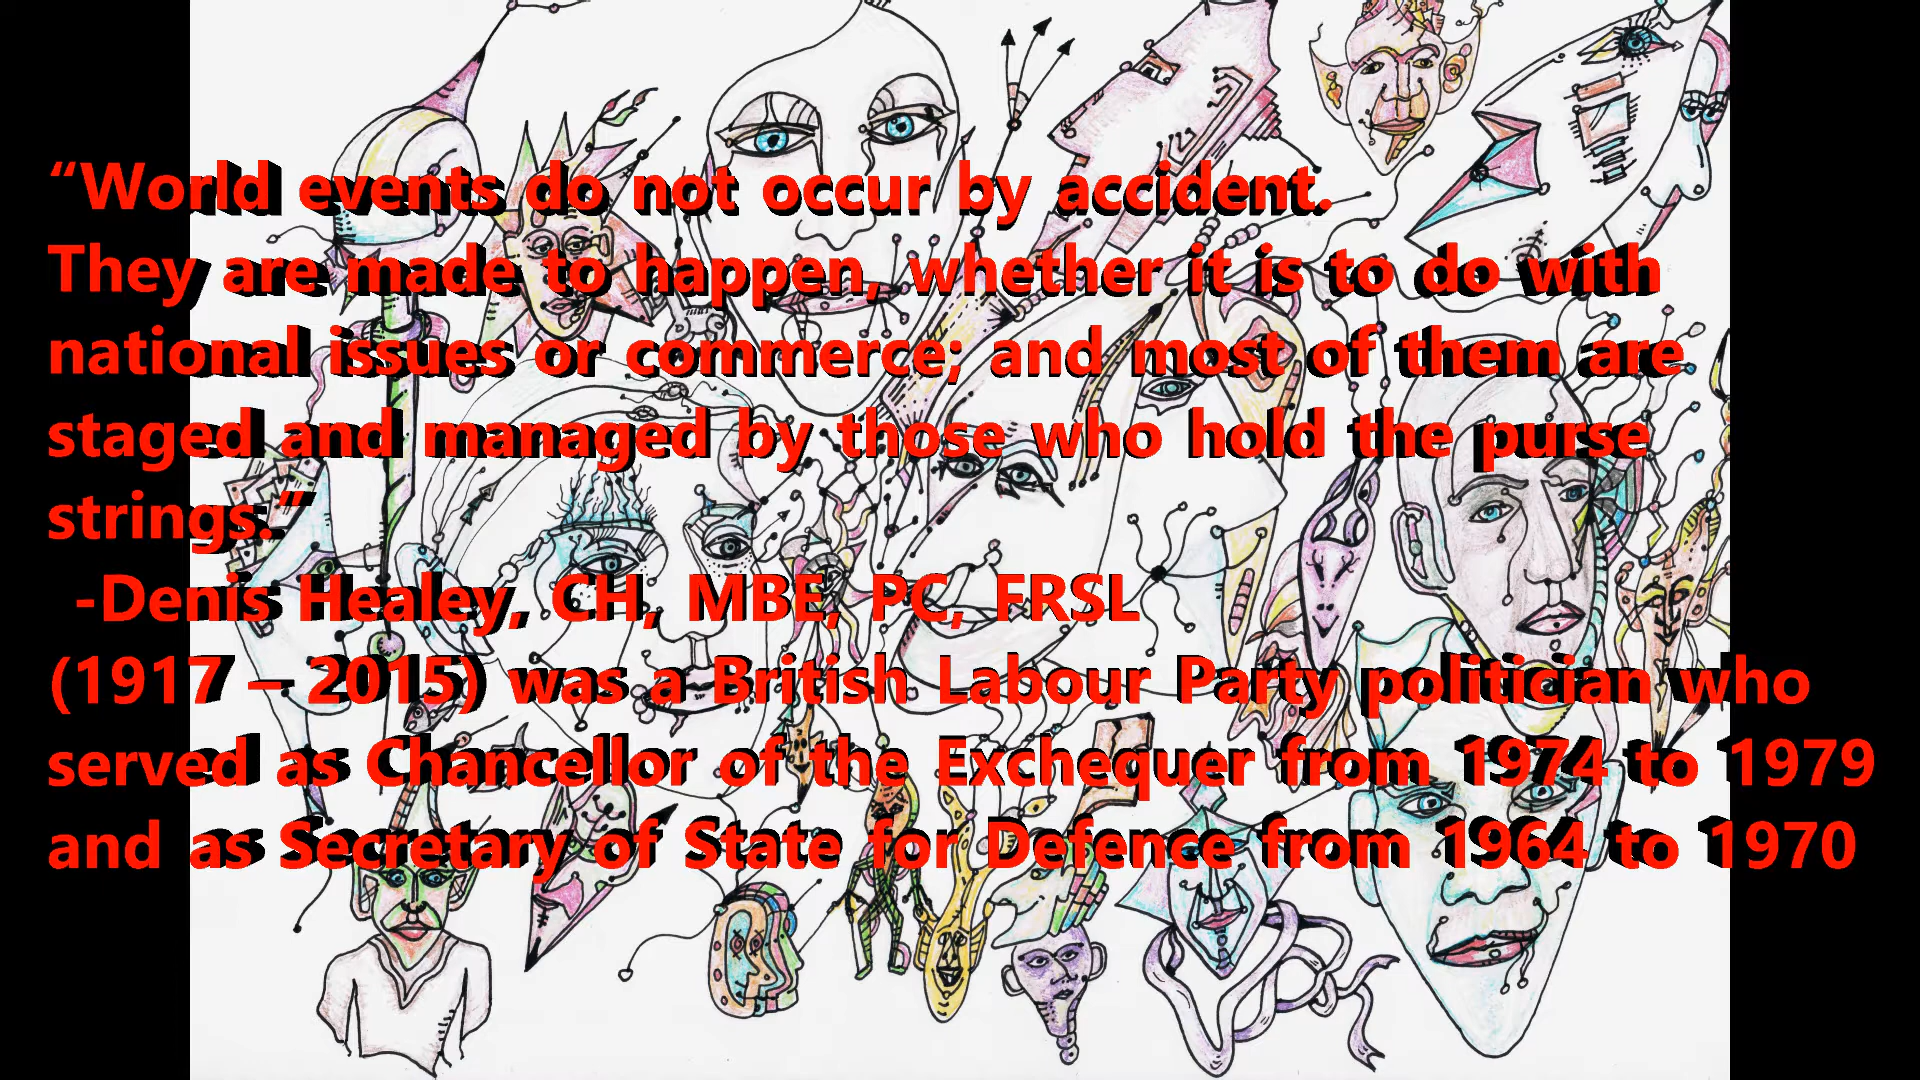 “World events do not occur by accident.
They are made to happen, whether it is to do with
national issues or commerce; and most of them are
staged and managed by those who hold the purse
strings.”
-Denis Healey, CH, MBE, PC, FRSL
(1917 – 2015) was a British Labour Party politician who
served as Chancellor of the Exchequer from 1974 to 1979
and as Secretary of State for Defence from 1964 to 1970